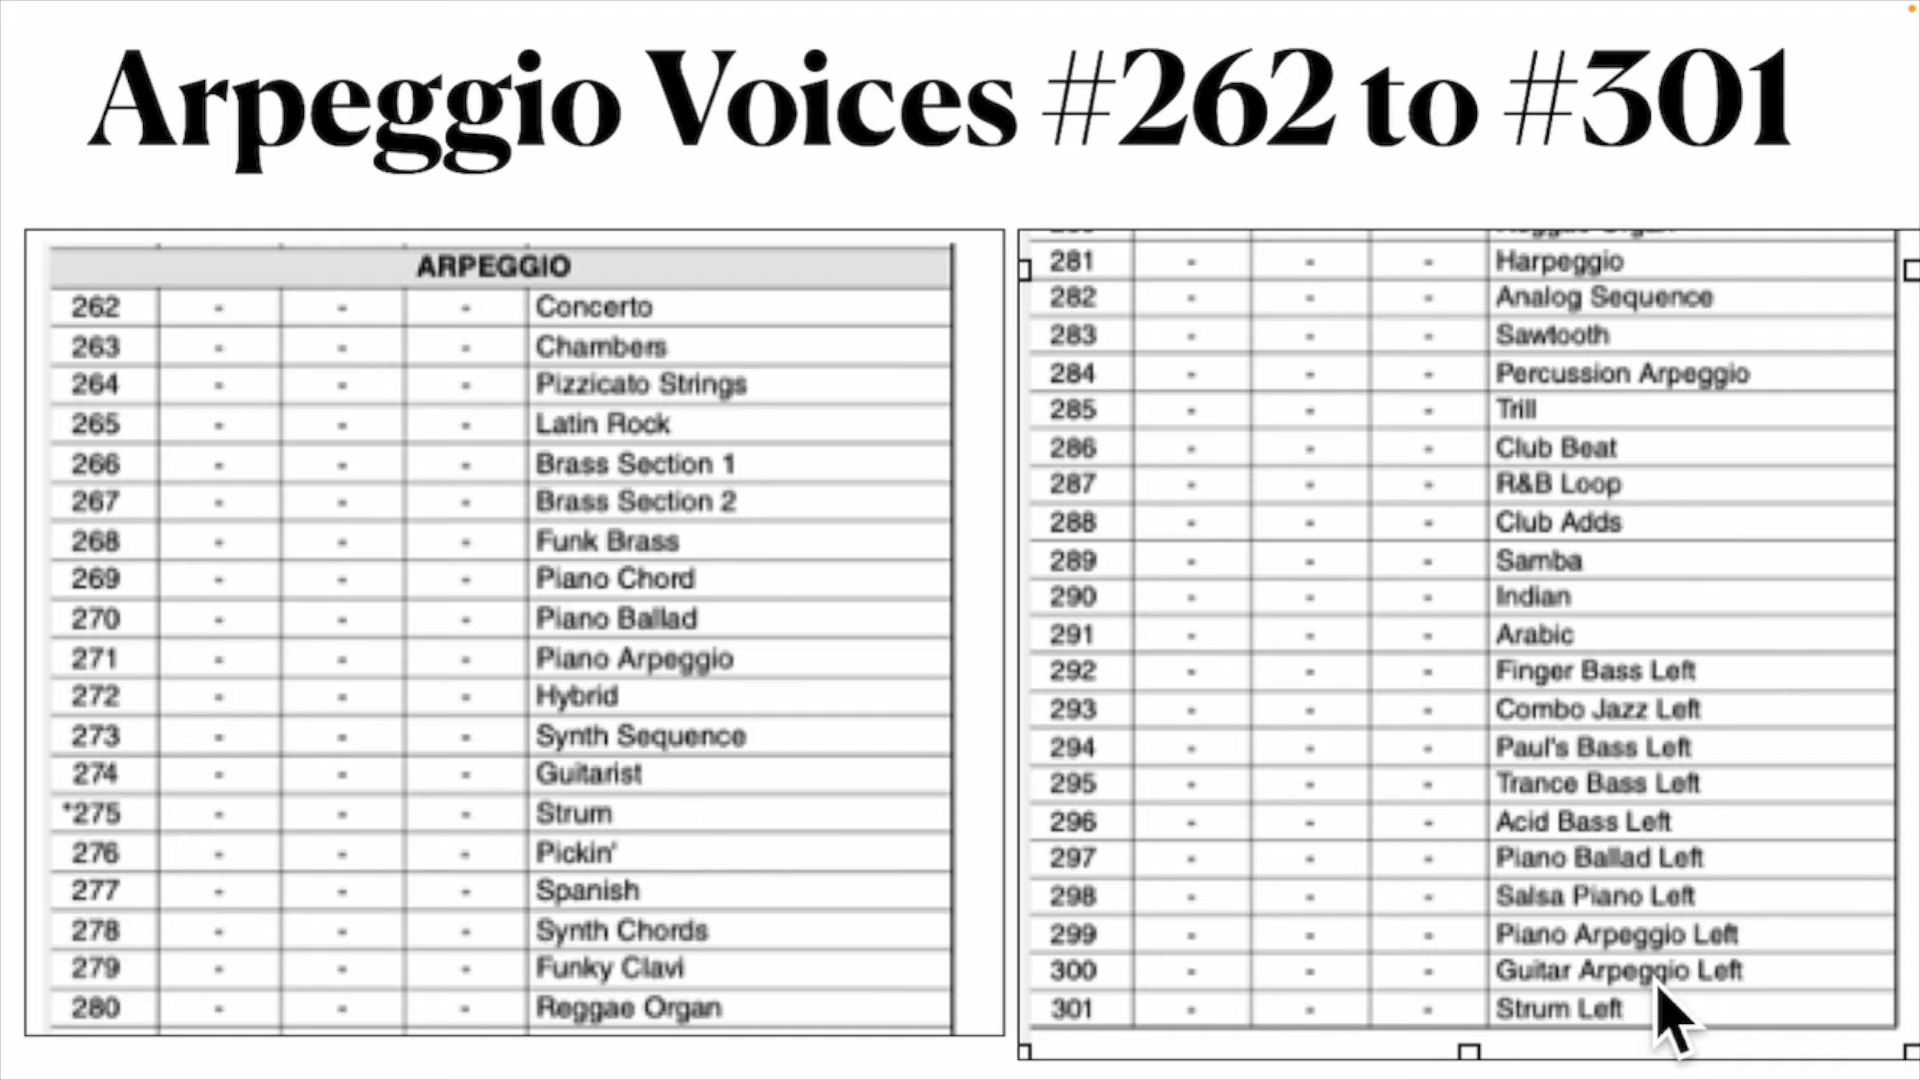 Arpeggio Voices #262 to #301
ARPEGGIO
262 - - - Concerto
263 - - - Chambers
264 - - - Pizzicato Strings
265 - - - Latin Rock
266 - - - Brass Section 1
267 - - - Brass Section 2
268 - - - Funk Brass
269 - - - Piano Chord
270 - - - Piano Ballad
271 - - - Piano Arpeggio
272 - - - Hybrid
273 - - - Synth Sequence
274 - - - Guitarist
*275 - - - Strum
276 - - - Pickin'
277 - - - Spanish
278 - - - Synth Chords
279 - - - Funky Clavi
280 - - - Reggae Organ
281 - - - Harpeggio
282 - - - Analog Sequence
283 - - - Sawtooth
284 - - - Percussion Arpeggio
285 - - - Trill
286 - - - Club Beat
287 - - - R&B Loop
288 - - - Club Adds
289 - - - Samba
290 - - - Indian
291 - - - Arabic
292 - - - Finger Bass Left
293 - - - Combo Jazz Left
294 - - - Paul's Bass Left
295 - - - Trance Bass Left
296 - - - Acid Bass Left
297 - - - Piano Ballad Left
298 - - - Salsa Piano Left
299 - - - Piano Arpeggio Left
300 - - - Guitar Arpeggio Left
301 - - - Strum Left